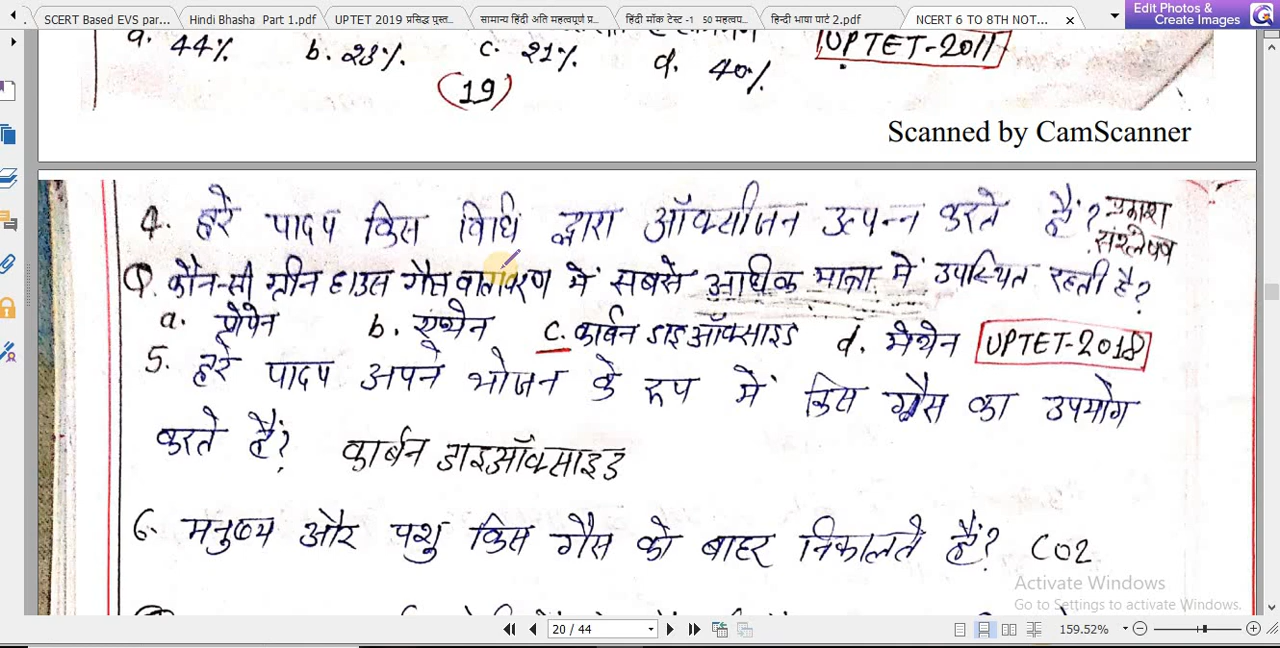 SCERT Based EVS par...
Hindi Bhasha Part 1.pdf
UPTET 2019 प्रसिद्ध पुस्त...
सामान्य हिंदी अति महत्वपूर्ण प्र...
हिंदी मॉक टेस्ट -1 50 महत्वप...
हिन्दी भाषा पार्ट 2.pdf
NCERT 6 TO 8TH NOT...
Edit Photos &
Create Images
a. 44% b. 23% c. 21% d. 40% UPTET-2011
(19)
Scanned by CamScanner
4. हरे पादप किस विधि द्वारा ऑक्सीजन उत्पन्न करते हैं? प्रकाश
संश्लेषण
Q. कौन-सी ग्रीन हाउस गैस वातावरण में सबसे अधिक मात्रा में उपस्थित रहती है?
a. प्रोपेन b. एथेन c. कार्बन डाइऑक्साइड d. मेथेन UPTET-2018
5. हरे पादप अपने भोजन के रूप में किस गैस का उपयोग
करते हैं? कार्बन डाइऑक्साइड
6. मनुष्य और पशु किस गैस को बाहर निकालते हैं? CO2
Activate Windows
Go to Settings to activate Windows.
20 / 44
159.52%